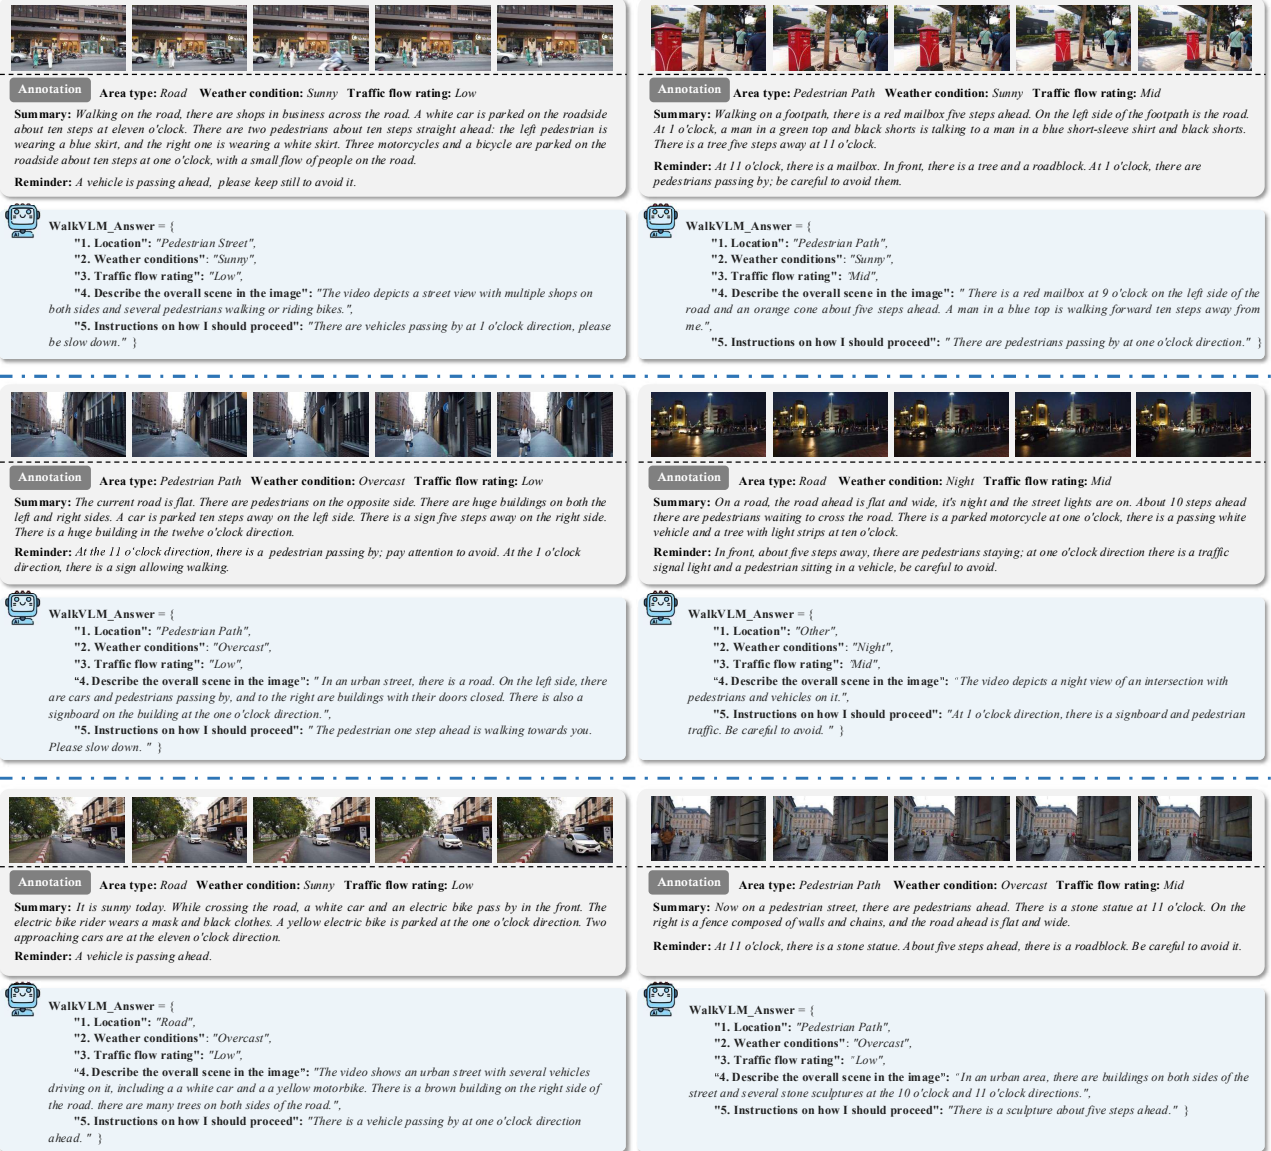 Annotation Area type: Road Weather condition: Sunny Traffic flow rating: Low
Summary: Walking on the road, there are shops in business across the road. A white car is parked on the roadside
about ten steps at eleven o'clock. There are two pedestrians about ten steps straight ahead: the left pedestrian is
wearing a blue skirt, and the right one is wearing a white skirt. Three motorcycles and a bicycle are parked on the
roadside about ten steps at one o'clock, with a small flow of people on the road.
Reminder: A vehicle is passing ahead, please keep still to avoid it.
WalkVLM_Answer = {
"1. Location": "Pedestrian Street",
"2. Weather conditions": "Sunny",
"3. Traffic flow rating": "Low",
"4. Describe the overall scene in the image": "The video depicts a street view with multiple shops on
both sides and several pedestrians walking or riding bikes.",
"5. Instructions on how I should proceed": "There are vehicles passing by at 1 o'clock direction, please
be slow down." }
Annotation Area type: Pedestrian Path Weather condition: Sunny Traffic flow rating: Mid
Summary: Walking on a footpath, there is a red mailbox five steps ahead. On the left side of the footpath is the road.
At 1 o'clock, a man in a green top and black shorts is talking to a man in a blue short-sleeve shirt and black shorts.
There is a tree five steps away at 11 o'clock.
Reminder: At 11 o'clock, there is a mailbox. In front, there is a tree and a roadblock. At 1 o'clock, there are
pedestrians passing by; be careful to avoid them.
WalkVLM_Answer = {
"1. Location": "Pedestrian Path",
"2. Weather conditions": "Sunny",
"3. Traffic flow rating": "Mid",
"4. Describe the overall scene in the image": " There is a red mailbox at 9 o'clock on the left side of the
road and an orange cone about five steps ahead. A man in a blue top is walking forward ten steps away from
me.",
"5. Instructions on how I should proceed": " There are pedestrians passing by at one o'clock direction." }
Annotation Area type: Pedestrian Path Weather condition: Overcast Traffic flow rating: Low
Summary: The current road is flat. There are pedestrians on the opposite side. There are huge buildings on both the
left and right sides. A car is parked ten steps away on the left side. There is a sign five steps away on the right side.
There is a huge building in the twelve o'clock direction.
Reminder: At the 11 o'clock direction, there is a pedestrian passing by; pay attention to avoid. At the 1 o'clock
direction, there is a sign allowing walking.
WalkVLM_Answer = {
"1. Location": "Pedestrian Path",
"2. Weather conditions": "Overcast",
"3. Traffic flow rating": "Low",
"4. Describe the overall scene in the image": " In an urban street, there is a road. On the left side, there
are cars and pedestrians passing by, and to the right are buildings with their doors closed. There is also a
signboard on the building at the one o'clock direction.",
"5. Instructions on how I should proceed": " The pedestrian one step ahead is walking towards you.
Please slow down. " }
Annotation Area type: Road Weather condition: Night Traffic flow rating: Mid
Summary: On a road, the road ahead is flat and wide, it's night and the street lights are on. About 10 steps ahead
there are pedestrians waiting to cross the road. There is a parked motorcycle at one o'clock, there is a passing white
vehicle and a tree with light strips at ten o'clock.
Reminder: In front, about five steps away, there are pedestrians staying; at one o'clock direction there is a traffic
signal light and a pedestrian sitting in a vehicle, be careful to avoid.
WalkVLM_Answer = {
"1. Location": "Other",
"2. Weather conditions": "Night",
"3. Traffic flow rating": "Mid",
"4. Describe the overall scene in the image": "The video depicts a night view of an intersection with
pedestrians and vehicles on it.",
"5. Instructions on how I should proceed": "At 1 o'clock direction, there is a signboard and pedestrian
traffic. Be careful to avoid. " }
Annotation Area type: Road Weather condition: Sunny Traffic flow rating: Low
Summary: It is sunny today. While crossing the road, a white car and an electric bike pass by in the front. The
electric bike rider wears a mask and black clothes. A yellow electric bike is parked at the one o'clock direction. Two
approaching cars are at the eleven o'clock direction.
Reminder: A vehicle is passing ahead.
WalkVLM_Answer = {
"1. Location": "Road",
"2. Weather conditions": "Overcast",
"3. Traffic flow rating": "Low",
"4. Describe the overall scene in the image": "The video shows an urban street with several vehicles
driving on it, including a a white car and a a yellow motorbike. There is a brown building on the right side of
the road. there are many trees on both sides of the road.",
"5. Instructions on how I should proceed": "There is a vehicle passing by at one o'clock direction
ahead. " }
Annotation Area type: Pedestrian Path Weather condition: Overcast Traffic flow rating: Mid
Summary: Now on a pedestrian street, there are pedestrians ahead. There is a stone statue at 11 o'clock. On the
right is a fence composed of walls and chains, and the road ahead is flat and wide.
Reminder: At 11 o'clock, there is a stone statue. About five steps ahead, there is a roadblock. Be careful to avoid it.
WalkVLM_Answer = {
"1. Location": "Pedestrian Path",
"2. Weather conditions": "Overcast",
"3. Traffic flow rating": "Low",
"4. Describe the overall scene in the image": "In an urban area, there are buildings on both sides of the
street and several stone sculptures at the 10 o'clock and 11 o'clock directions.",
"5. Instructions on how I should proceed": "There is a sculpture about five steps ahead." }